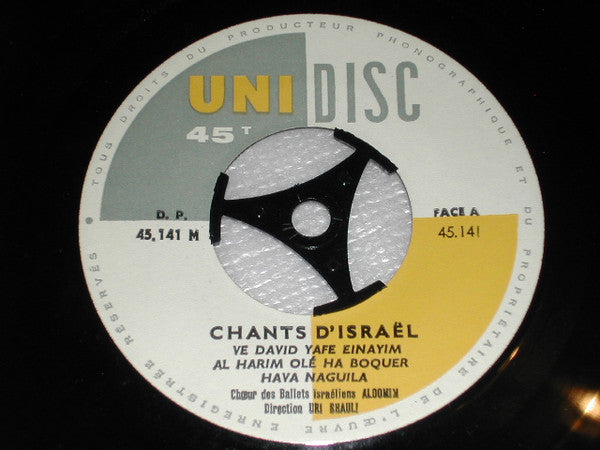 • TOUS DROITS DU PRODUCTEUR PHONOGRAPHIQUE ET DU PROPRIÉTAIRE DE L'ŒUVRE ENREGISTRÉE RÉSERVÉS
UNIDISC
45 T
D. P.
45.141 M
FACE A
45.141
CHANTS D'ISRAËL
VE DAVID YAFE EINAYIM
AL HARIM OLÉ HA BOQUER
HAVA NAGUILA
Chœur des Ballets israéliens ALOOMIM
Direction URI SHAULI